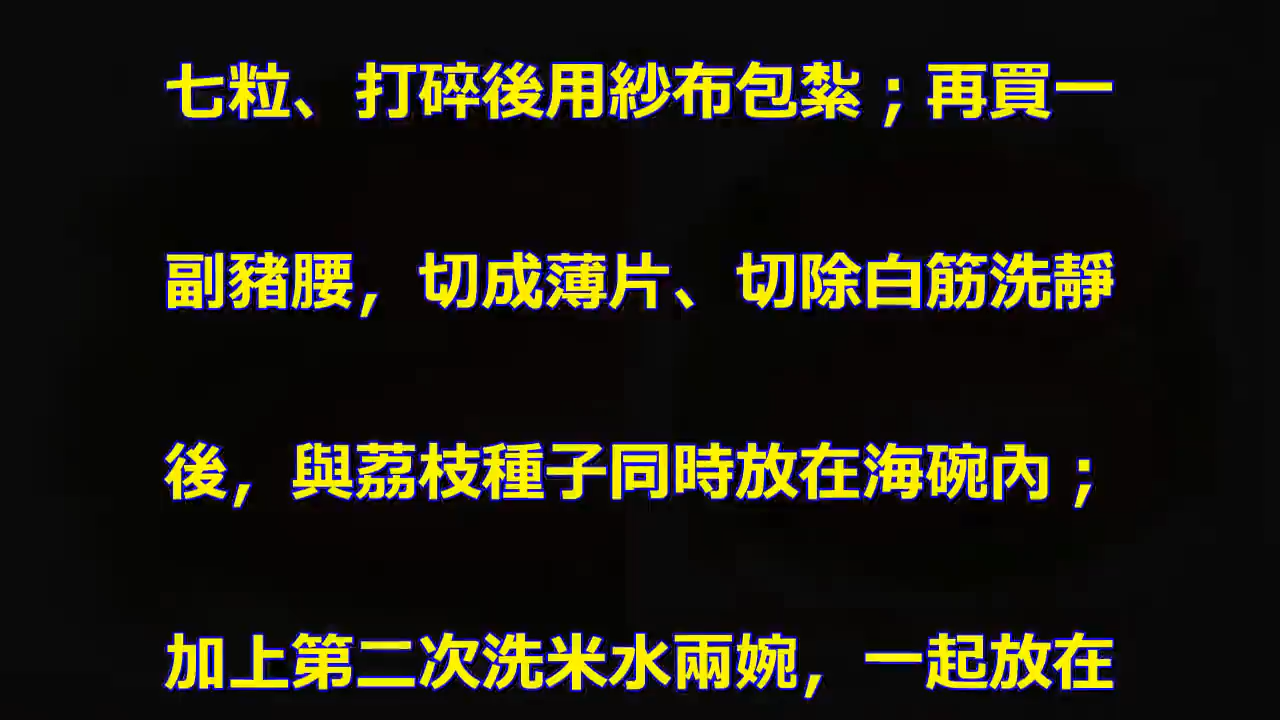 七粒、打碎後用紗布包紮；再買一
副豬腰，切成薄片、切除白筋洗靜
後，與荔枝種子同時放在海碗內；
加上第二次洗米水兩婉，一起放在